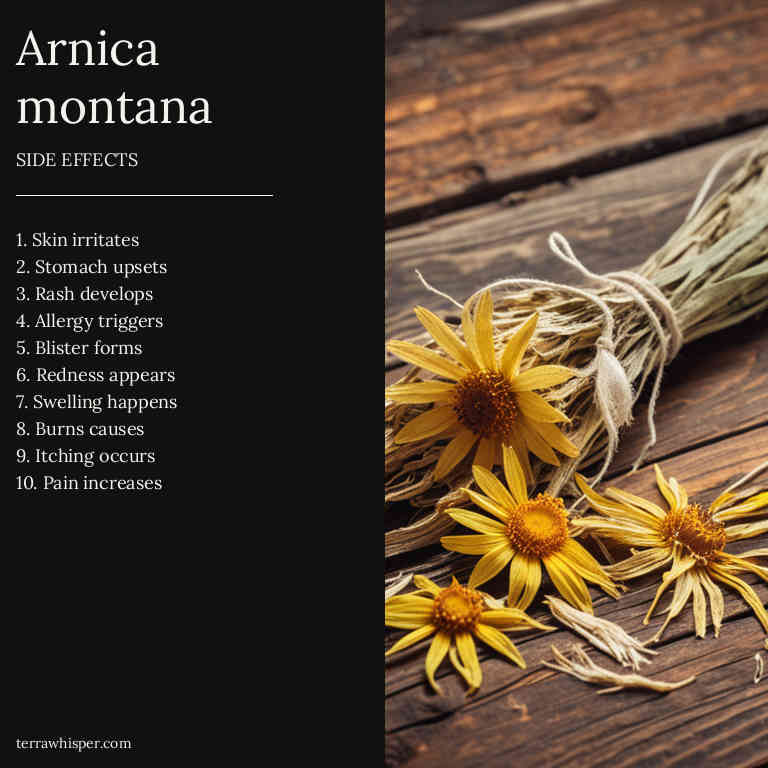 Arnica
montana
SIDE EFFECTS
1. Skin irritates
2. Stomach upsets
3. Rash develops
4. Allergy triggers
5. Blister forms
6. Redness appears
7. Swelling happens
8. Burns causes
9. Itching occurs
10. Pain increases
terrawhisper.com